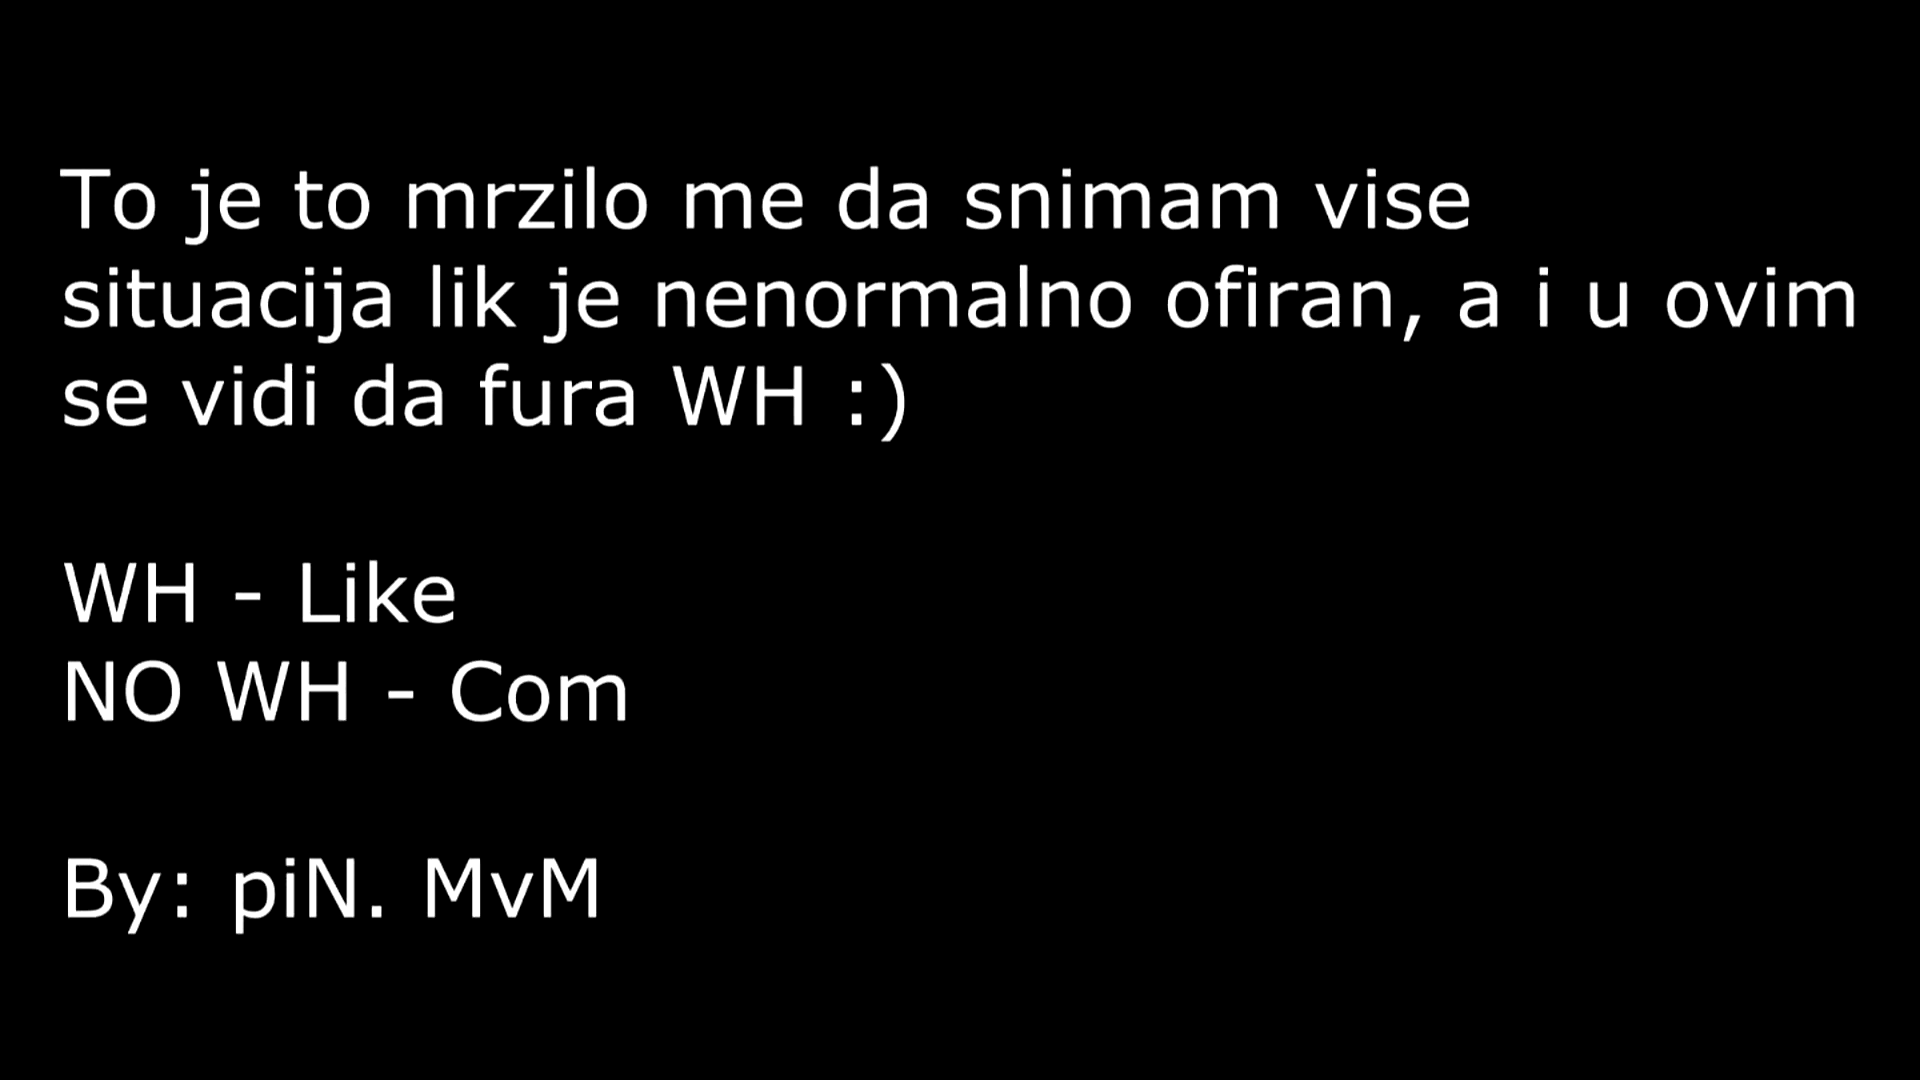 To je to mrzilo me da snimam vise
situacija lik je nenormalno ofiran, a i u ovim
se vidi da fura WH :)
WH - Like
NO WH - Com
By: piN. MvM